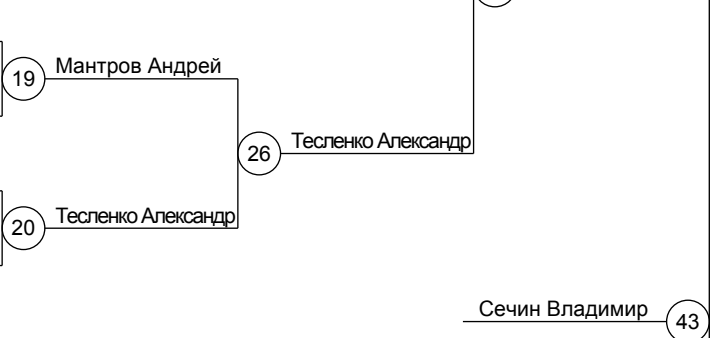 19 Мантров Андрей
26 Тесленко Александр
20 Тесленко Александр
Сечин Владимир 43